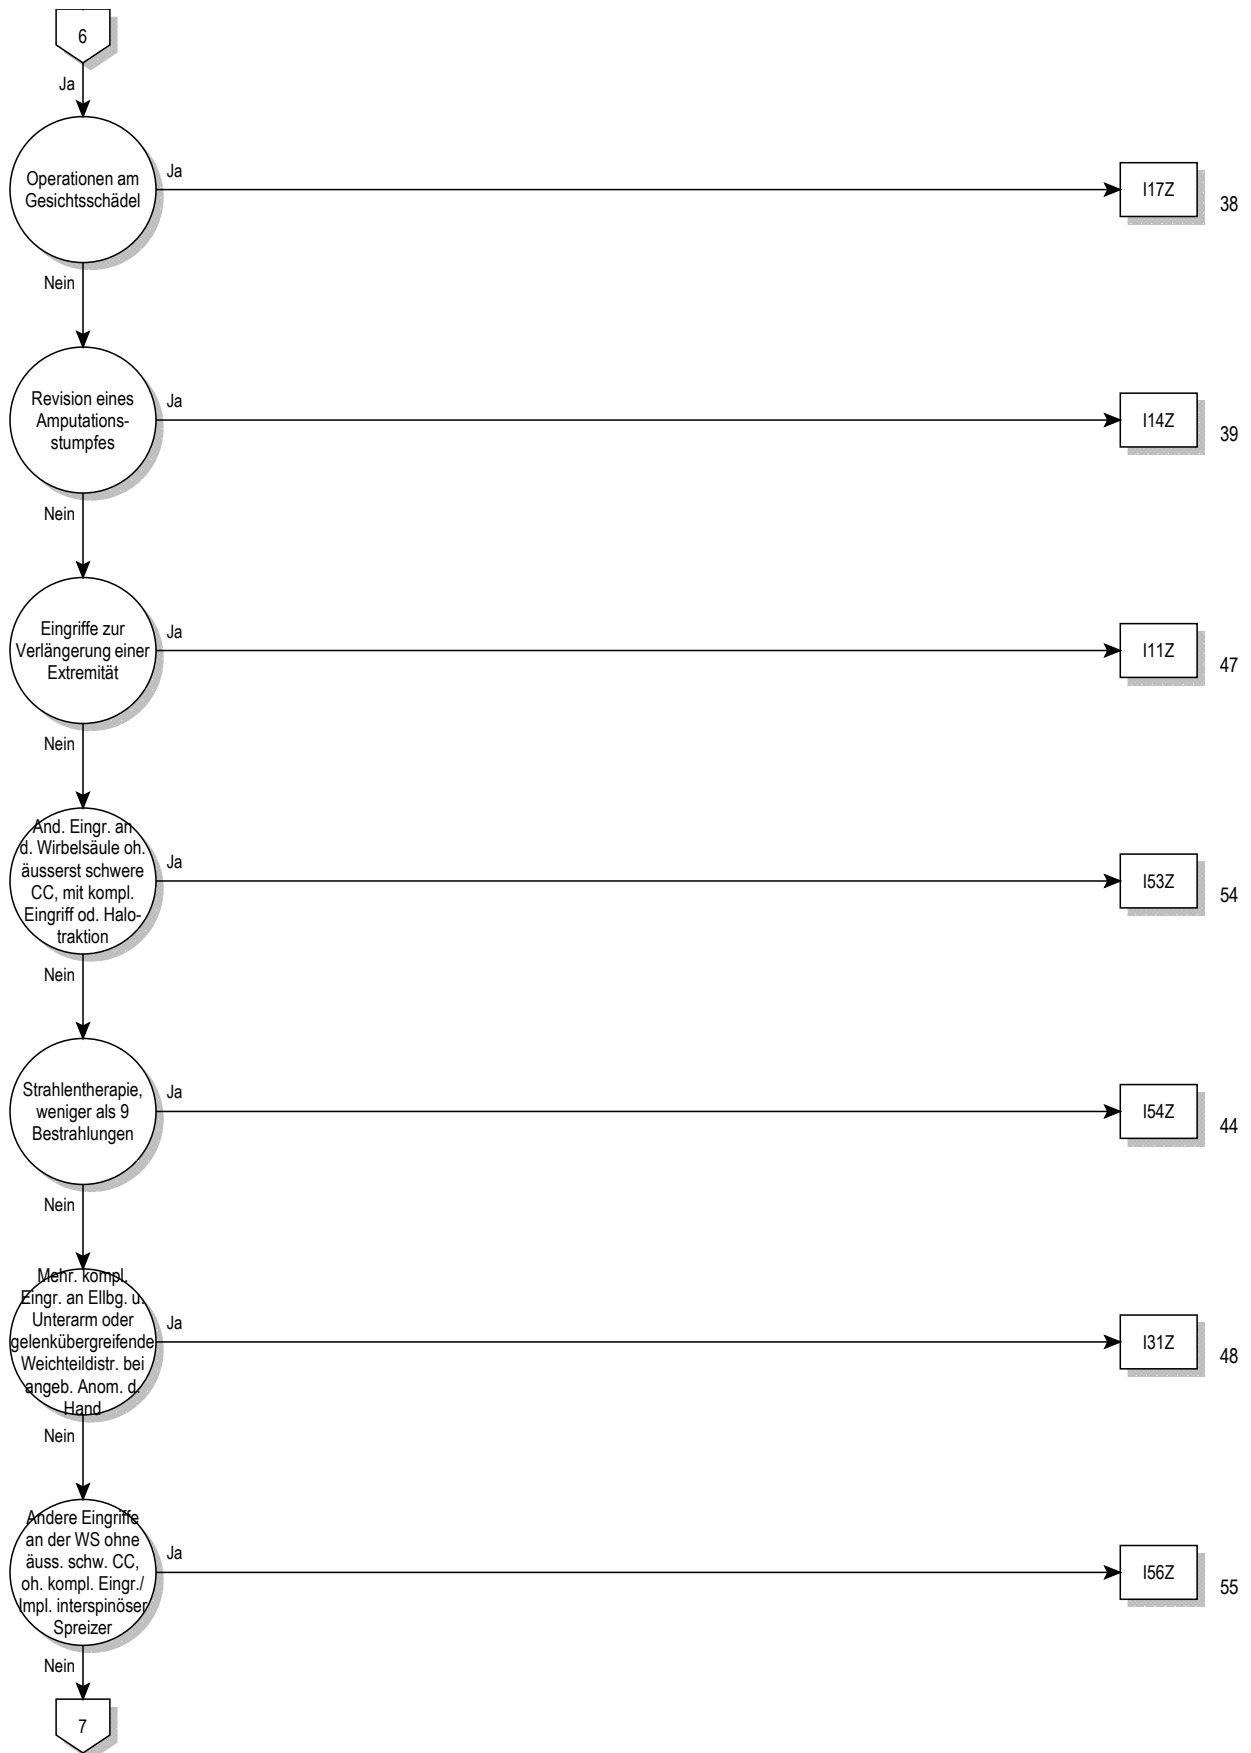 6
Ja
Operationen am
Gesichtsschädel
Ja
I17Z
38
Nein
Revision eines
Amputations-
stumpfes
Ja
I14Z
39
Nein
Eingriffe zur
Verlängerung einer
Extremität
Ja
I11Z
47
Nein
And. Eingr. an
d. Wirbelsäule oh.
äusserst schwere
CC, mit kompl.
Eingriff od. Halo-
traktion
Ja
I53Z
54
Nein
Strahlentherapie,
weniger als 9
Bestrahlungen
Ja
I54Z
44
Nein
Mehr. kompl.
Eingr. an Ellbg. u.
Unterarm oder
gelenkübergreifende
Weichteildistr. bei
angeb. Anom. d.
Hand
Ja
I31Z
48
Nein
Andere Eingriffe
an der WS ohne
äuss. schw. CC,
oh. kompl. Eingr./
Impl. interspinöser
Spreizer
Ja
I56Z
55
Nein
7